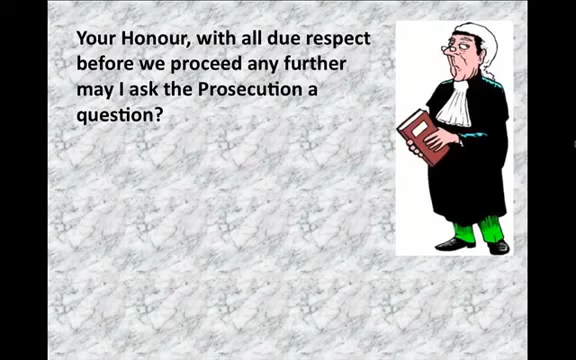 Your Honour, with all due respect
before we proceed any further
may I ask the Prosecution a
question?